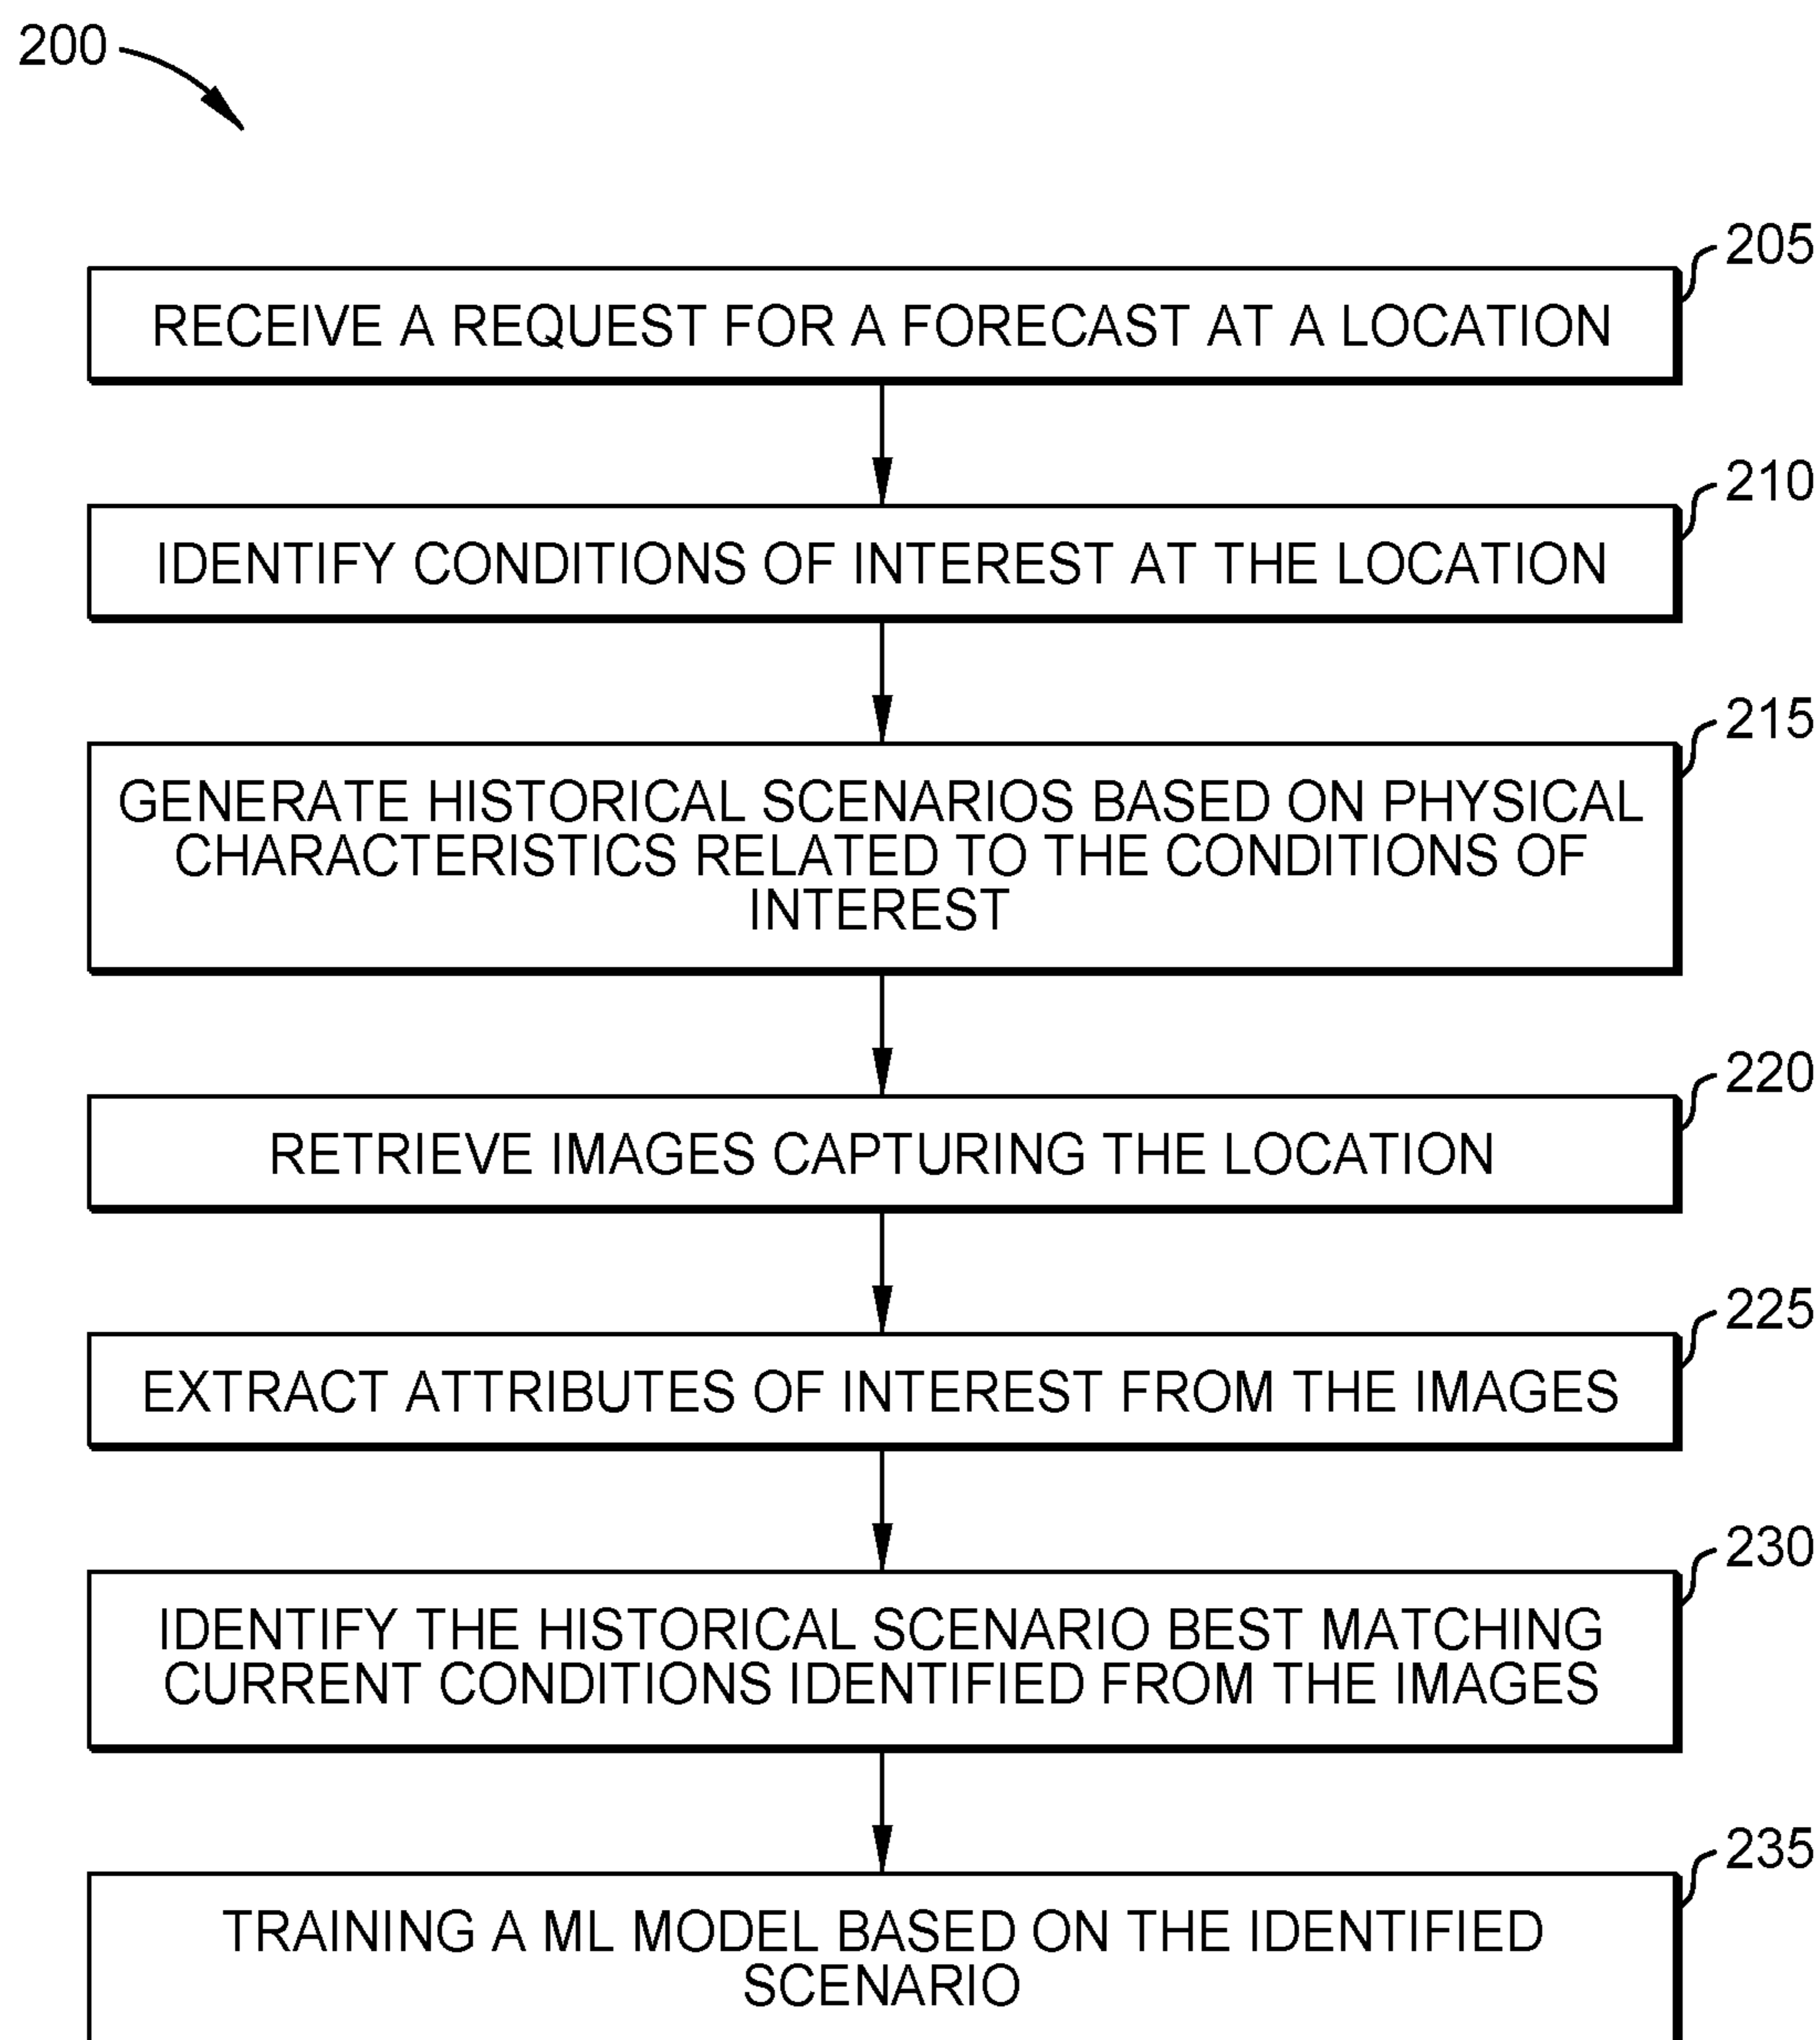 200
205
RECEIVE A REQUEST FOR A FORECAST AT A LOCATION
210
IDENTIFY CONDITIONS OF INTEREST AT THE LOCATION
215
GENERATE HISTORICAL SCENARIOS BASED ON PHYSICAL
CHARACTERISTICS RELATED TO THE CONDITIONS OF
INTEREST
220
RETRIEVE IMAGES CAPTURING THE LOCATION
225
EXTRACT ATTRIBUTES OF INTEREST FROM THE IMAGES
230
IDENTIFY THE HISTORICAL SCENARIO BEST MATCHING
CURRENT CONDITIONS IDENTIFIED FROM THE IMAGES
235
TRAINING A ML MODEL BASED ON THE IDENTIFIED
SCENARIO